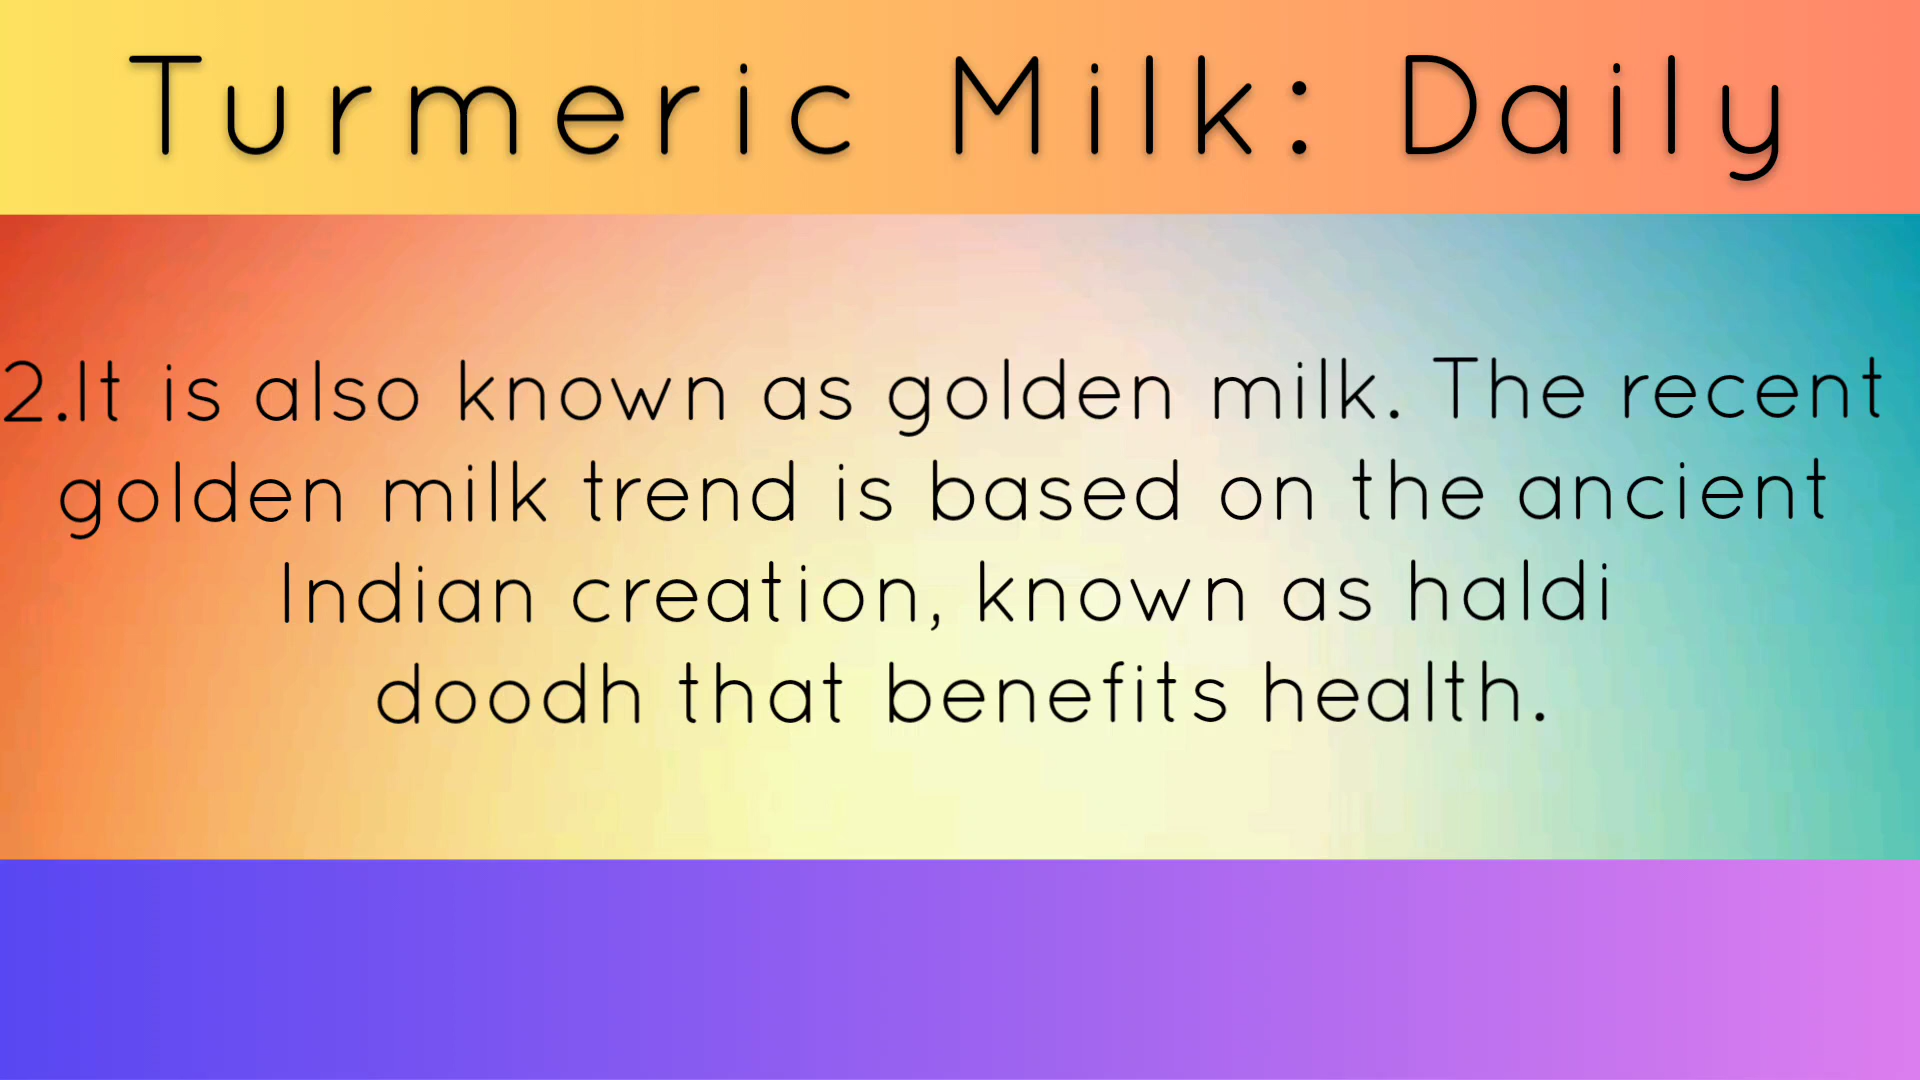 Turmeric Milk: Daily
2.It is also known as golden milk. The recent
golden milk trend is based on the ancient
Indian creation, known as haldi
doodh that benefits health.